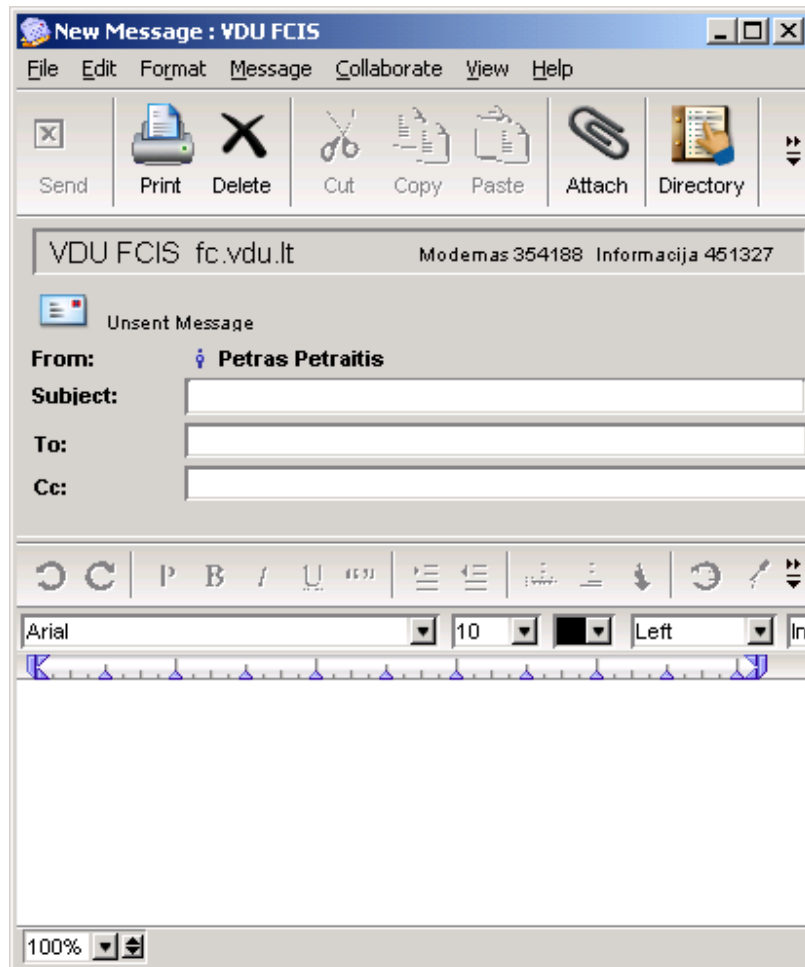 New Message : VDU FCIS
File Edit Format Message Collaborate View Help
Send Print Delete Cut Copy Paste Attach Directory
VDU FCIS fc.vdu.lt Modemas 354188 Informacija 451327
Unsent Message
From: Petras Petraitis
Subject:
To:
Cc:
P B I U
Arial 10 Left In
100%